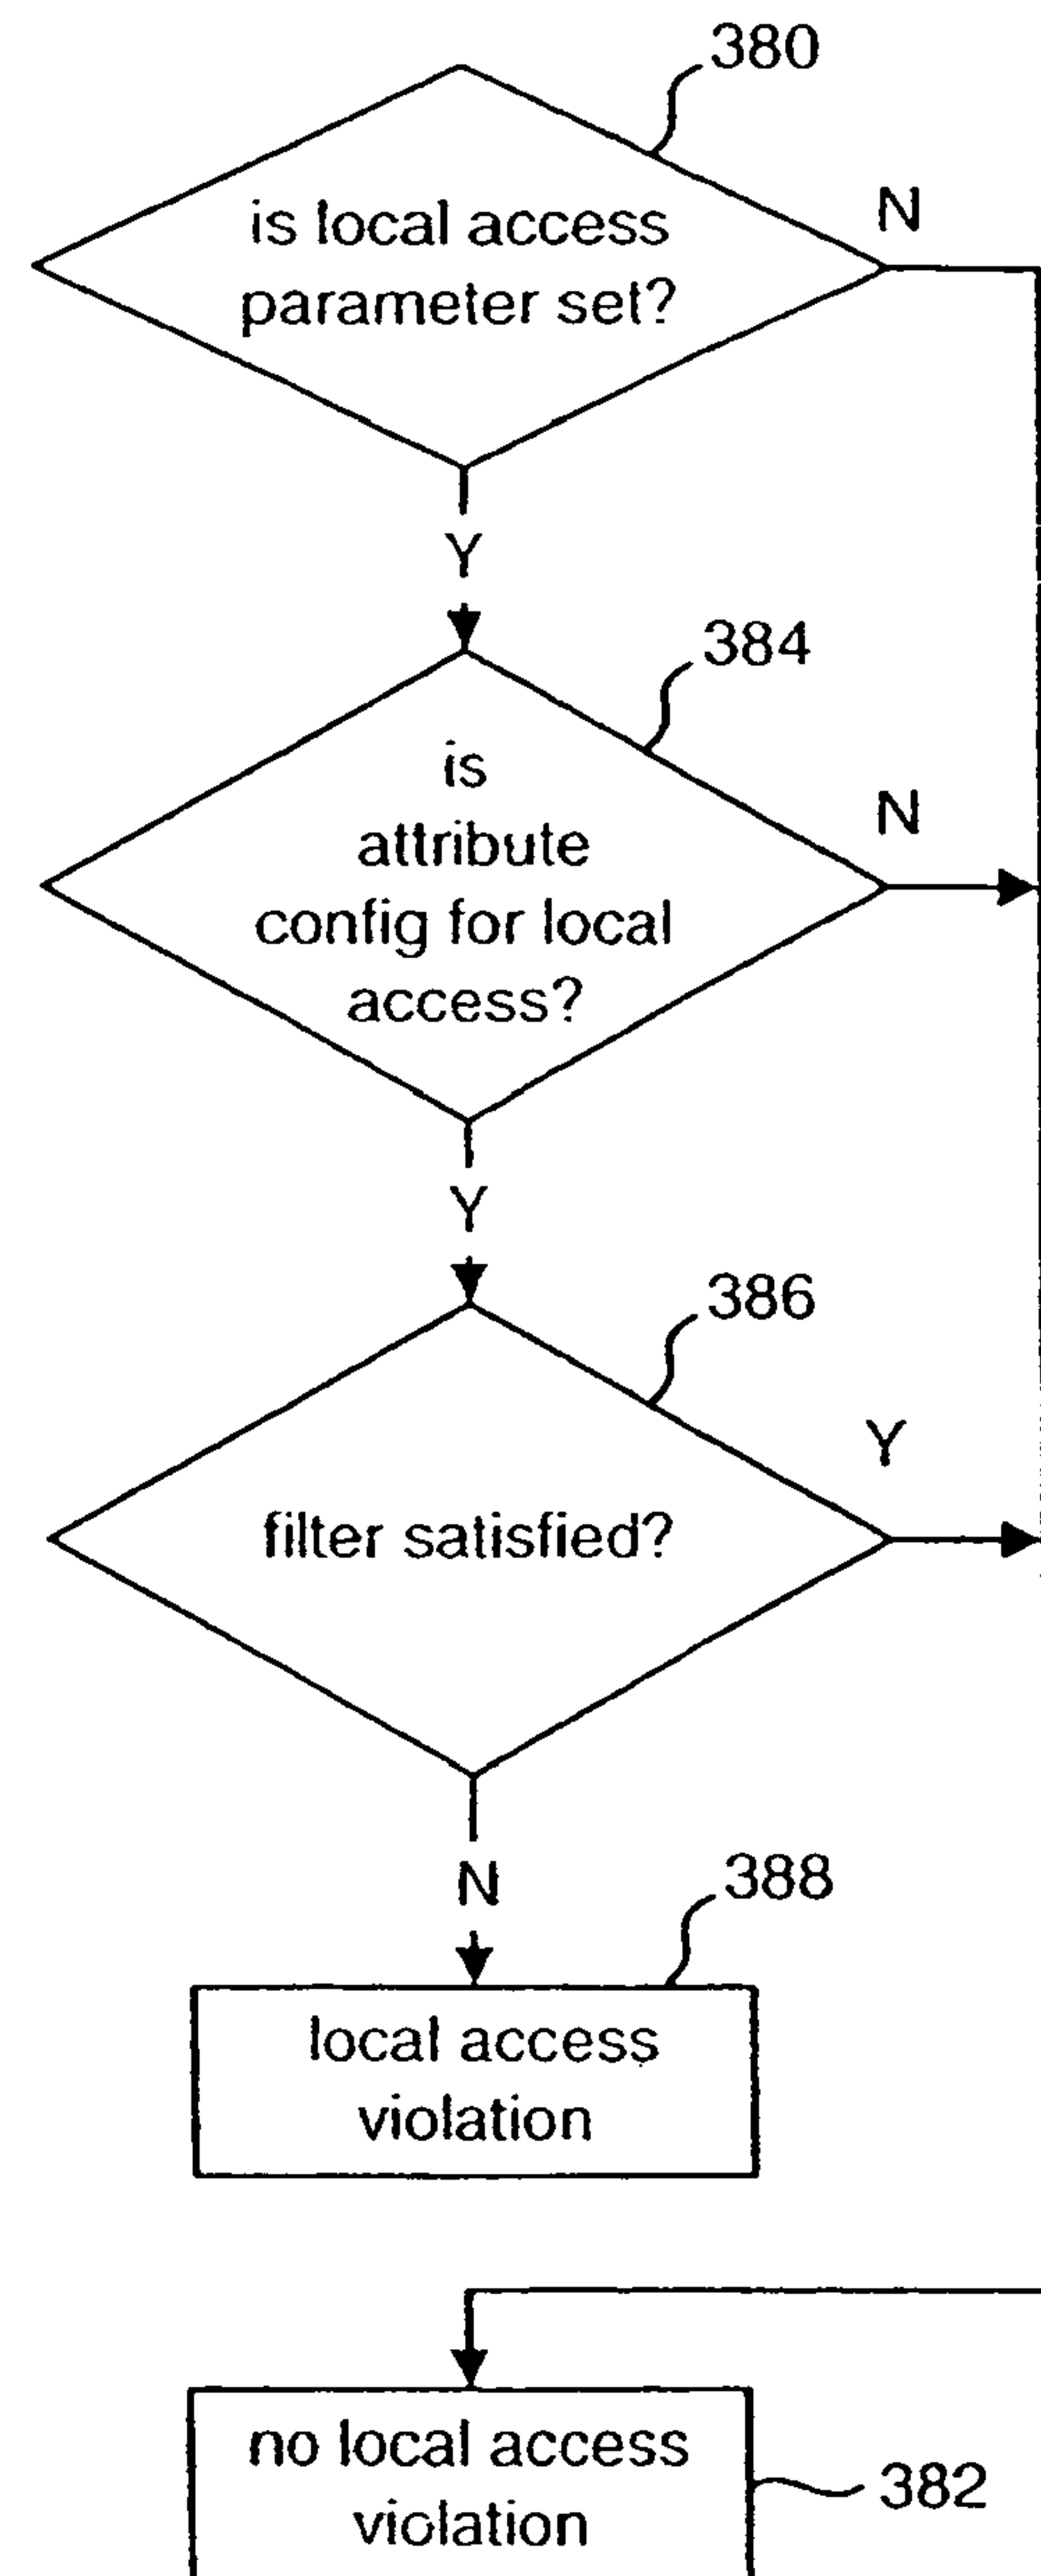 380
is local access
parameter set?
N
Y
384
is
attribute
config for local
access?
N
Y
386
filter satisfied?
Y
N
388
local access
violation
no local access
violation
382